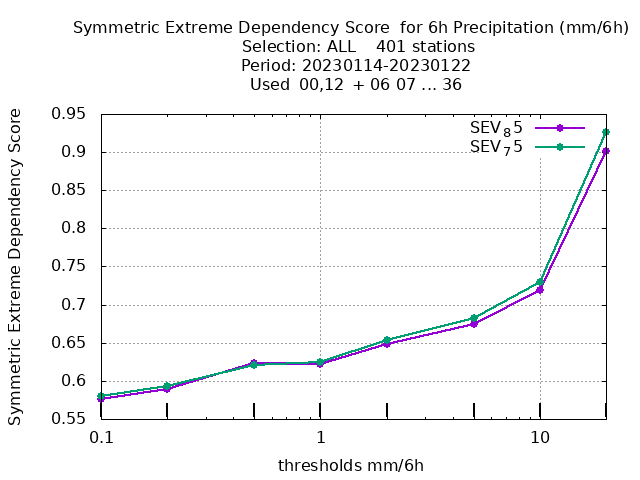 Symmetric Extreme Dependency Score for 6h Precipitation (mm/6h)
Selection: ALL 401 stations
Period: 20230114-20230122
Used 00,12 + 06 07 ... 36
Symmetric Extreme Dependency Score
0.95
0.9
0.85
0.8
0.75
0.7
0.65
0.6
0.55
SEV₈5
SEV₇5
0.1
1
10
thresholds mm/6h